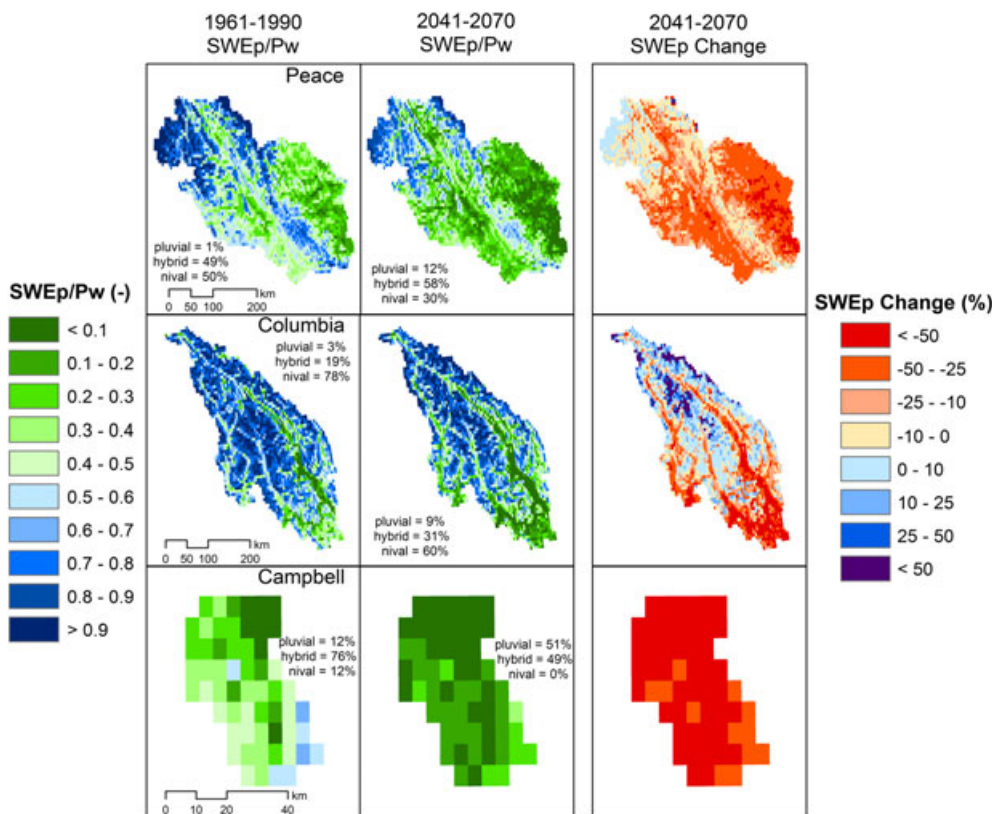 1961-1990
SWEp/Pw
2041-2070
SWEp/Pw
2041-2070
SWEp Change
Peace
pluvial = 1%
hybrid = 49%
nival = 50%
0 50 100 200 km
pluvial = 12%
hybrid = 58%
nival = 30%
Columbia
pluvial = 3%
hybrid = 19%
nival = 78%
0 50 100 200 km
pluvial = 9%
hybrid = 31%
nival = 60%
Campbell
pluvial = 12%
hybrid = 76%
nival = 12%
0 10 20 40 km
pluvial = 51%
hybrid = 49%
nival = 0%
SWEp/Pw (-)
< 0.1
0.1 - 0.2
0.2 - 0.3
0.3 - 0.4
0.4 - 0.5
0.5 - 0.6
0.6 - 0.7
0.7 - 0.8
0.8 - 0.9
> 0.9
SWEp Change (%)
< -50
-50 - -25
-25 - -10
-10 - 0
0 - 10
10 - 25
25 - 50
< 50